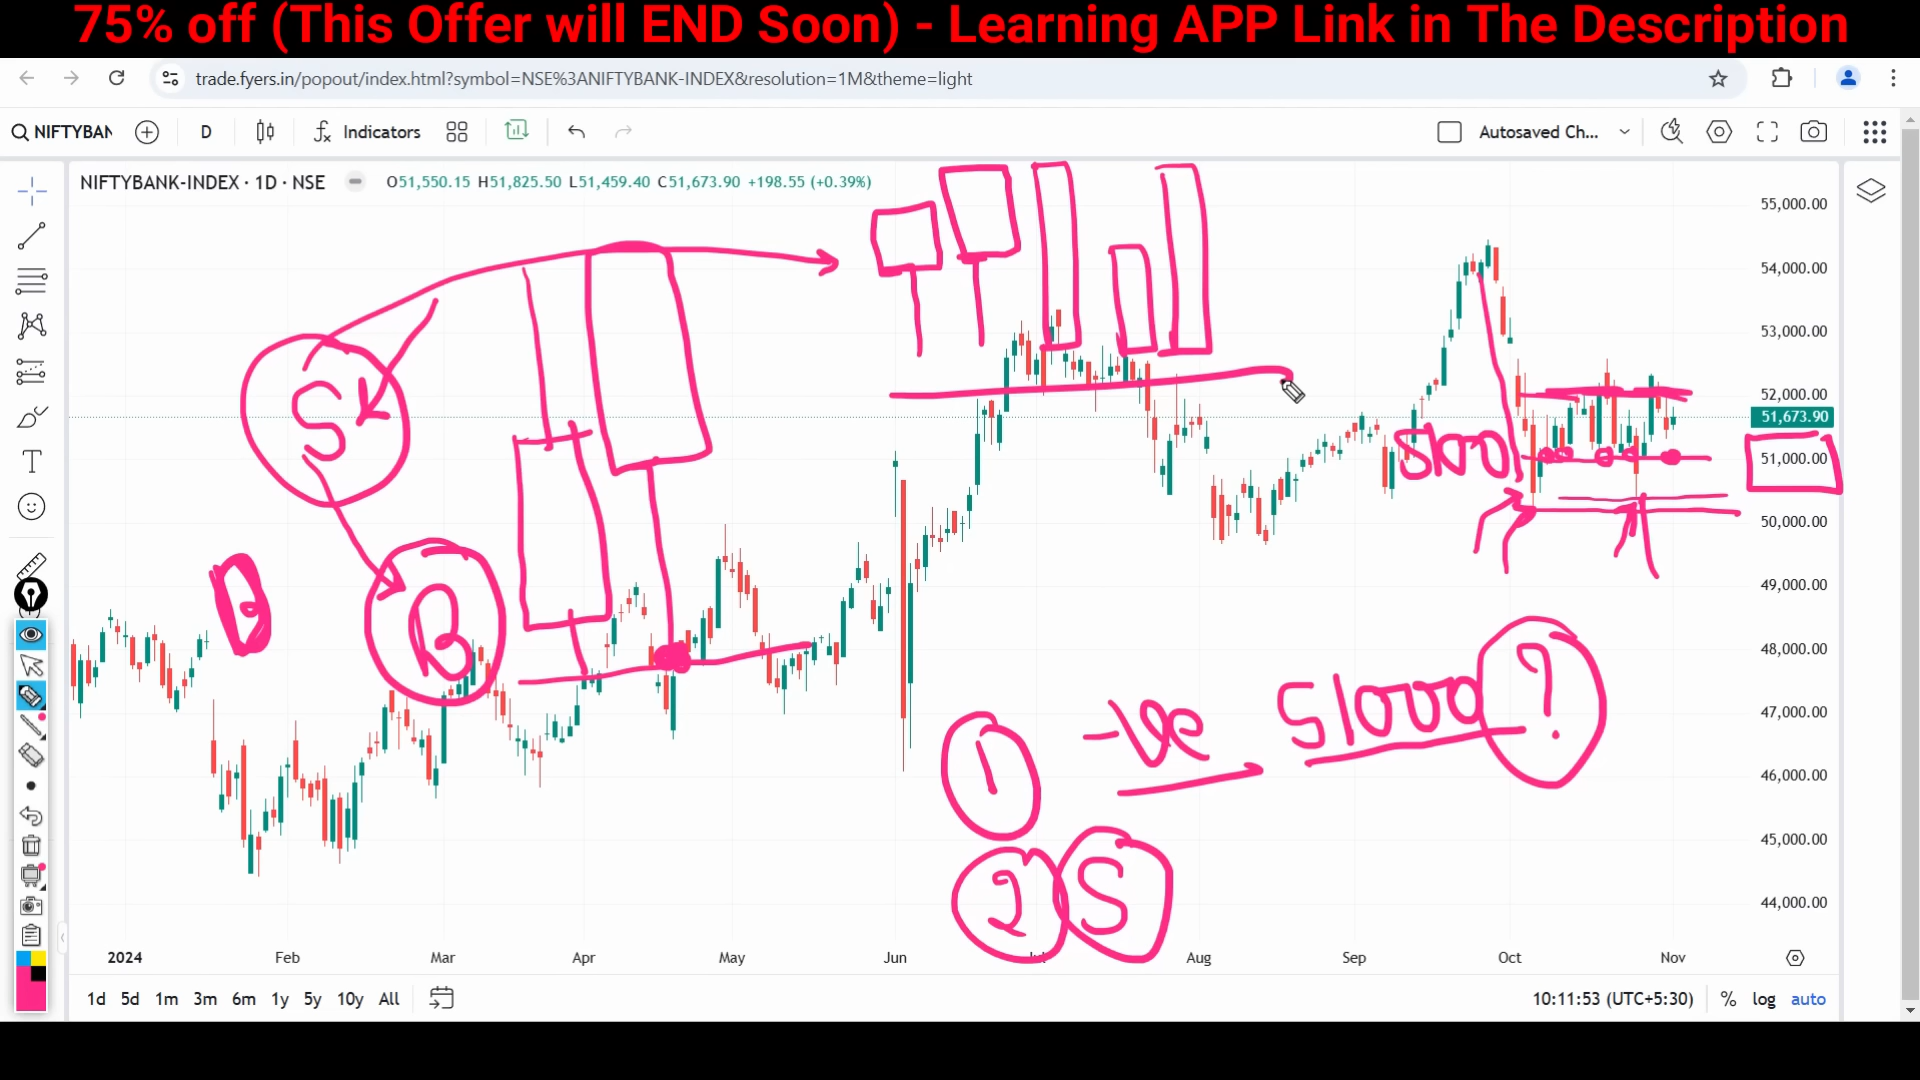 75% off (This Offer will END Soon) - Learning APP Link in The Description
trade.fyers.in/popout/index.html?symbol=NSE%3ANIFTYBANK-INDEX&resolution=1M&theme=light
NIFTYBAN
D
Indicators
Autosaved Ch...
NIFTYBANK-INDEX · 1D · NSE
O51,550.15 H51,825.50 L51,459.40 C51,673.90 +198.55 (+0.39%)
55,000.00
54,000.00
53,000.00
52,000.00
51,673.90
51,000.00
50,000.00
49,000.00
48,000.00
47,000.00
46,000.00
45,000.00
44,000.00
S
B
1
-ve
51000 ?
2
S
2024
Feb
Mar
Apr
May
Jun
Aug
Sep
Oct
Nov
1d 5d 1m 3m 6m 1y 5y 10y All
10:11:53 (UTC+5:30)
%
log
auto